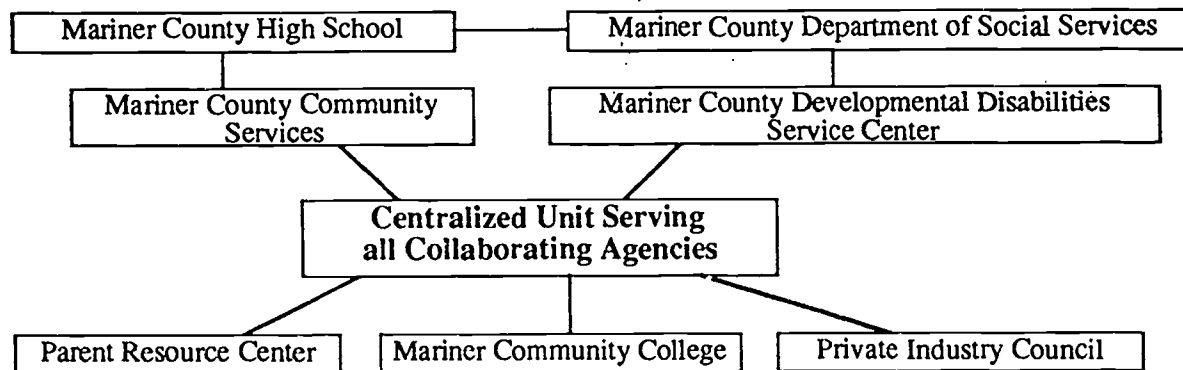 Mariner County High School
Mariner County Department of Social Services
Mariner County Community
Services
Mariner County Developmental Disabilities
Service Center
Centralized Unit Serving
all Collaborating Agencies
Parent Resource Center
Mariner Community College
Private Industry Council